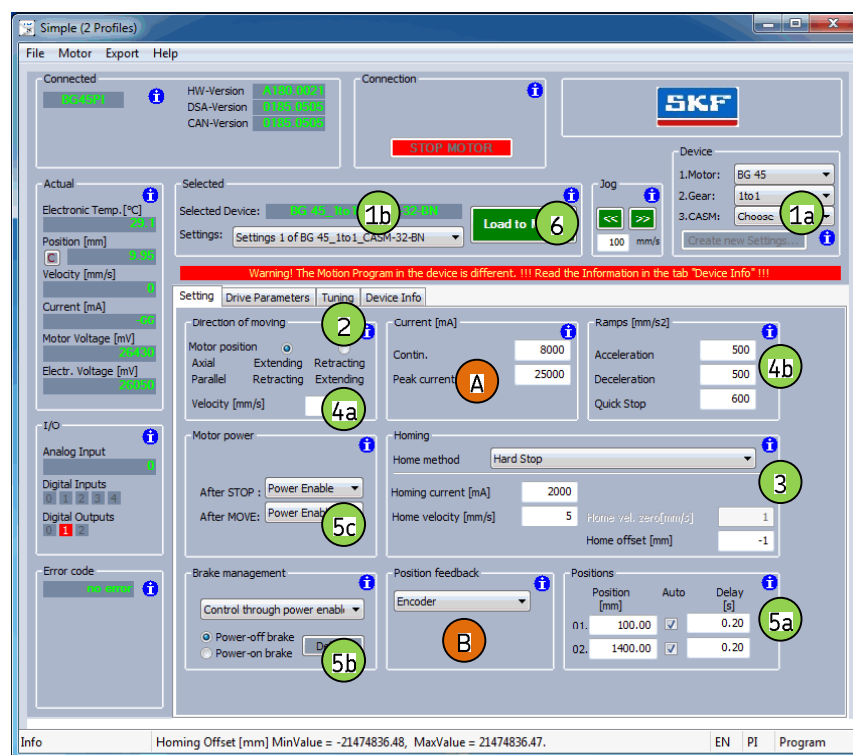 Simple (2 Profiles)
File Motor Export Help
Connected
BG45PI
HW-Version A180.0021
DSA-Version 0185.0505
CAN-Version 0185.0505
Connection
STOP MOTOR
SKF
Device
1.Motor: BG 45
2.Gear: 1to1
3.CASM: Choose
1a
Create new Settings...
Actual
Electronic Temp.[°C]
29.1
Position [mm]
C 9.95
Velocity [mm/s]
0
Current [mA]
-66
Motor Voltage [mV]
26430
Electr. Voltage [mV]
26050
Selected
Selected Device: BG 45_1to1 32-BN
1b
Settings: Settings 1 of BG 45_1to1_CASM-32-BN
Load to
6
Jog
<< >>
100 mm/s
Warning! The Motion Program in the device is different. !!! Read the Information in the tab "Device Info" !!!
Setting Drive Parameters Tuning Device Info
Direction of moving
2
Motor position
Axial Extending Retracting
Parallel Retracting Extending
Velocity [mm/s]
4a
Current [mA]
Contin. 8000
Peak current 25000
A
Ramps [mm/s2]
Acceleration 500
Deceleration 500
Quick Stop 600
4b
I/O
Analog Input
0
Digital Inputs
0 1 2 3 4
Digital Outputs
0 1 2
Motor power
After STOP : Power Enable
After MOVE: Power Enabl
5c
Homing
Home method Hard Stop
3
Homing current [mA] 2000
Home velocity [mm/s] 5 Home vel. zero[mm/s] 1
Home offset [mm] -1
Error code
no error
Brake management
Control through power enabl
Power-off brake
Power-on brake
5b
Position feedback
Encoder
B
Positions
Position Auto Delay
[mm] [s]
01. 100.00 0.20
02. 1400.00 0.20
5a
Info Homing Offset [mm] MinValue = -21474836.48, MaxValue = 21474836.47. EN PI Program